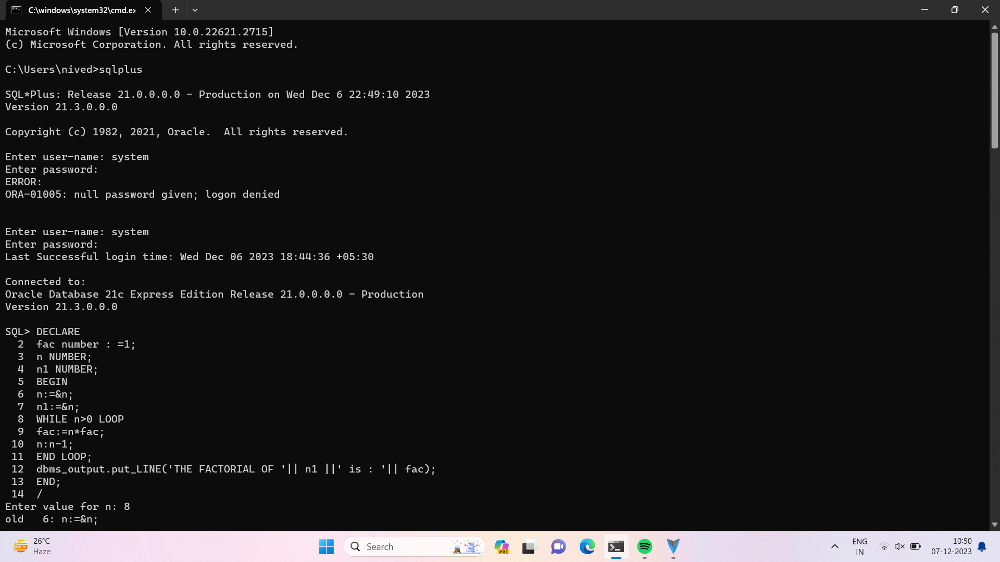 C:\windows\system32\cmd.ex
Microsoft Windows [Version 10.0.22621.2715]
(c) Microsoft Corporation. All rights reserved.
C:\Users\nived>sqlplus
SQL*Plus: Release 21.0.0.0.0 - Production on Wed Dec 6 22:49:10 2023
Version 21.3.0.0.0
Copyright (c) 1982, 2021, Oracle.  All rights reserved.
Enter user-name: system
Enter password:
ERROR:
ORA-01005: null password given; logon denied
Enter user-name: system
Enter password:
Last Successful login time: Wed Dec 06 2023 18:44:36 +05:30
Connected to:
Oracle Database 21c Express Edition Release 21.0.0.0.0 - Production
Version 21.3.0.0.0
SQL> DECLARE
  2  fac number : =1;
  3  n NUMBER;
  4  n1 NUMBER;
  5  BEGIN
  6  n:=&n;
  7  n1:=&n;
  8  WHILE n>0 LOOP
  9  fac:=n*fac;
 10  n:n-1;
 11  END LOOP;
 12  dbms_output.put_LINE('THE FACTORIAL OF '|| n1 ||' is : '|| fac);
 13  END;
 14  /
Enter value for n: 8
old   6: n:=&n;
26°C
Haze
Search
PRE
ENG
IN
10:50
07-12-2023